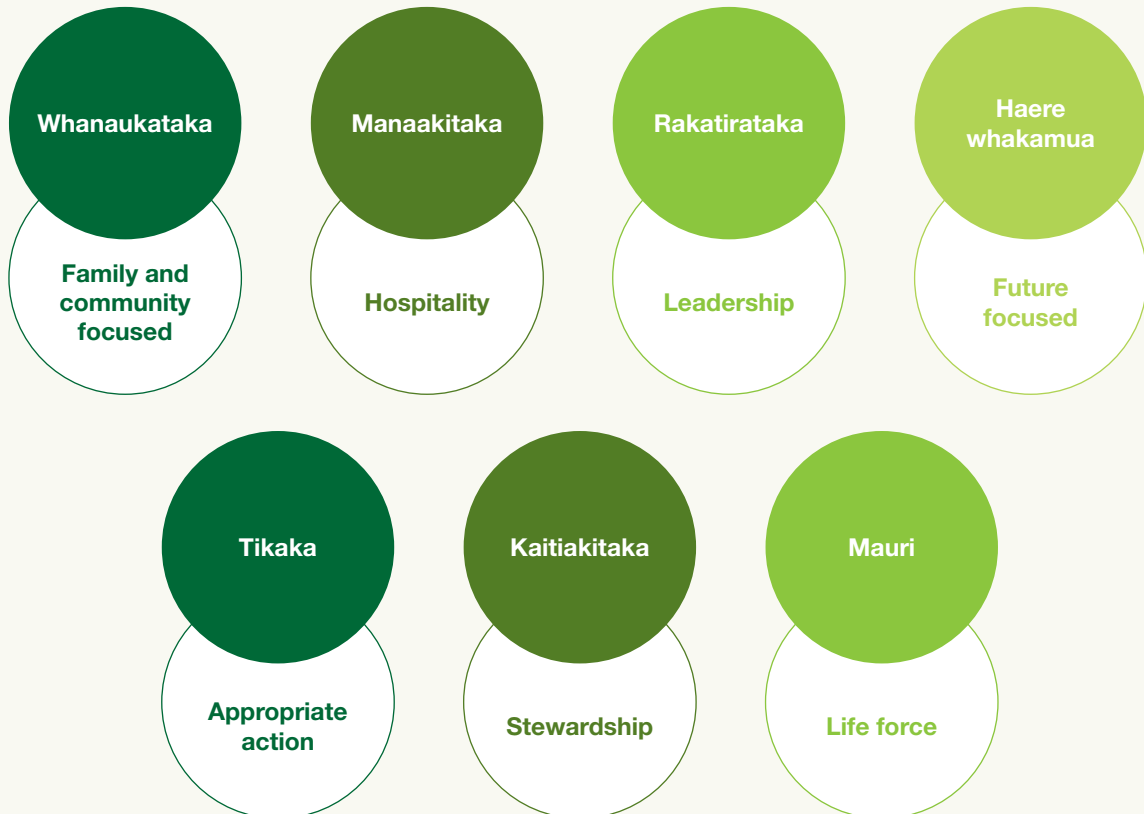 Whanaukataka
Family and
community
focused
Manaakitaka
Hospitality
Rakatirataka
Leadership
Haere
whakamua
Future
focused
Tikaka
Appropriate
action
Kaitiakitaka
Stewardship
Mauri
Life force